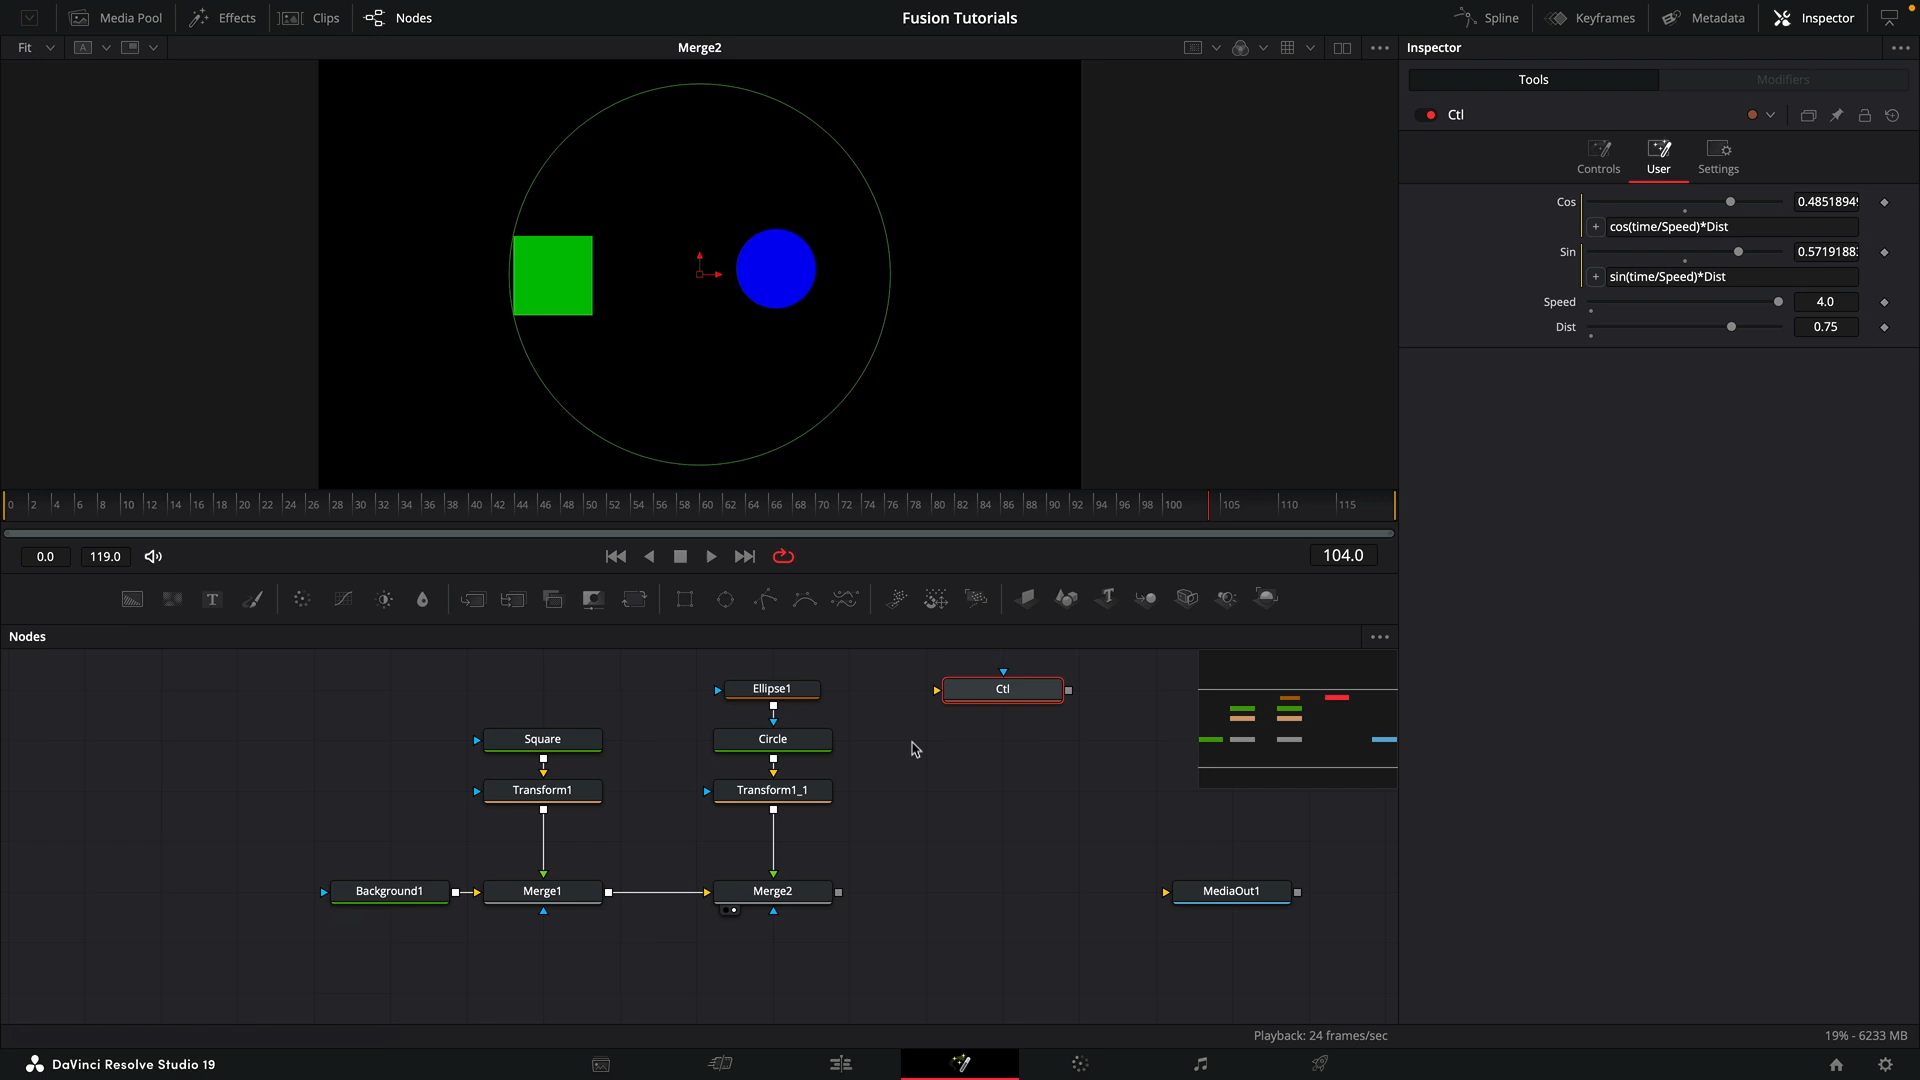 Media Pool
Effects
Clips
Nodes
Fusion Tutorials
Spline
Keyframes
Metadata
Inspector
Fit
A
Merge2
Inspector
Tools
Modifiers
Ctl
Controls
User
Settings
Cos
0.4851894
cos(time/Speed)*Dist
Sin
0.5719188
sin(time/Speed)*Dist
Speed
4.0
Dist
0.75
0 2 4 6 8 10 12 14 16 18 20 22 24 26 28 30 32 34 36 38 40 42 44 46 48 50 52 54 56 58 60 62 64 66 68 70 72 74 76 78 80 82 84 86 88 90 92 94 96 98 100 105 110 115
0.0
119.0
104.0
T
Nodes
Ellipse1
Ctl
Square
Circle
Transform1
Transform1_1
Background1
Merge1
Merge2
MediaOut1
Playback: 24 frames/sec
19% - 6233 MB
DaVinci Resolve Studio 19